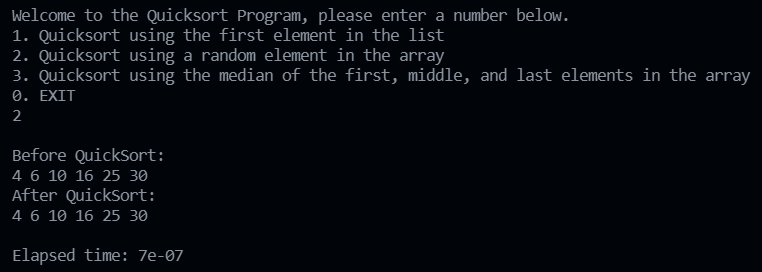 Welcome to the Quicksort Program, please enter a number below.
1. Quicksort using the first element in the list
2. Quicksort using a random element in the array
3. Quicksort using the median of the first, middle, and last elements in the array
0. EXIT
2
Before QuickSort:
4 6 10 16 25 30
After QuickSort:
4 6 10 16 25 30
Elapsed time: 7e-07